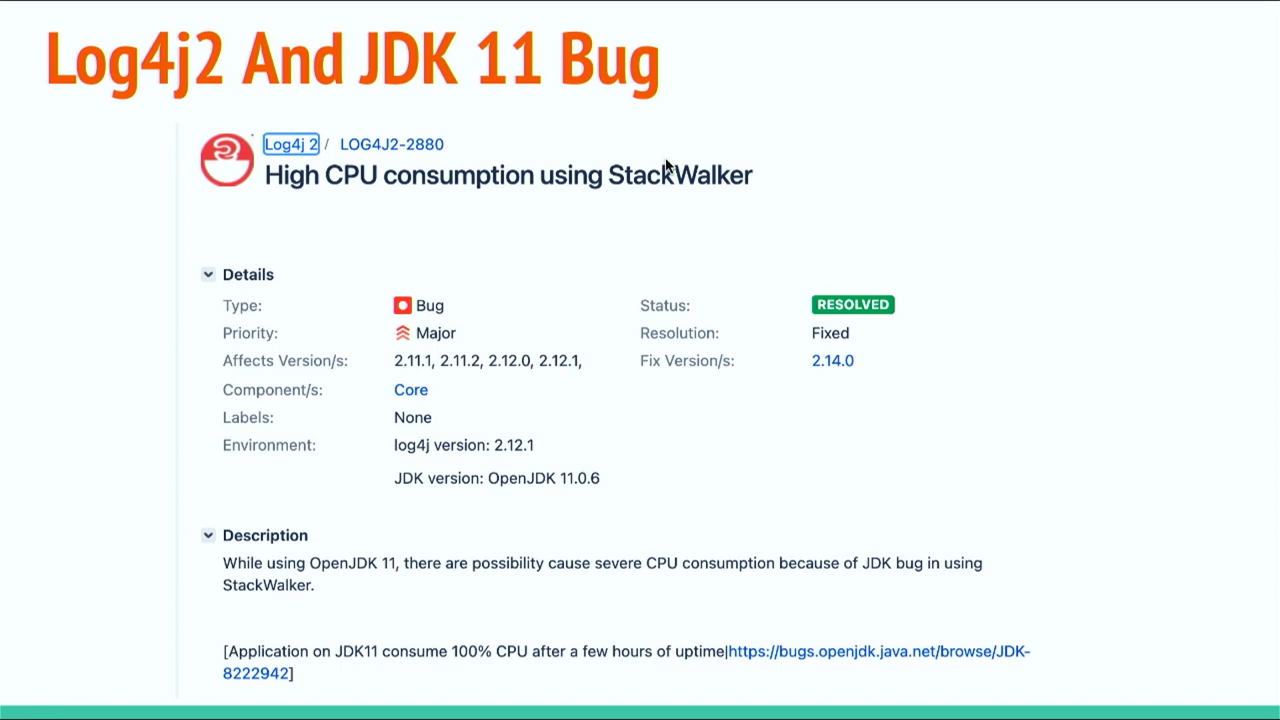 Log4j2 And JDK 11 Bug
Log4j 2 / LOG4J2-2880
High CPU consumption using StackWalker
Details
Type: Bug Status: RESOLVED
Priority: Major Resolution: Fixed
Affects Version/s: 2.11.1, 2.11.2, 2.12.0, 2.12.1, Fix Version/s: 2.14.0
Component/s: Core
Labels: None
Environment: log4j version: 2.12.1
JDK version: OpenJDK 11.0.6
Description
While using OpenJDK 11, there are possibility cause severe CPU consumption because of JDK bug in using
StackWalker.
[Application on JDK11 consume 100% CPU after a few hours of uptime|https://bugs.openjdk.java.net/browse/JDK-
8222942]